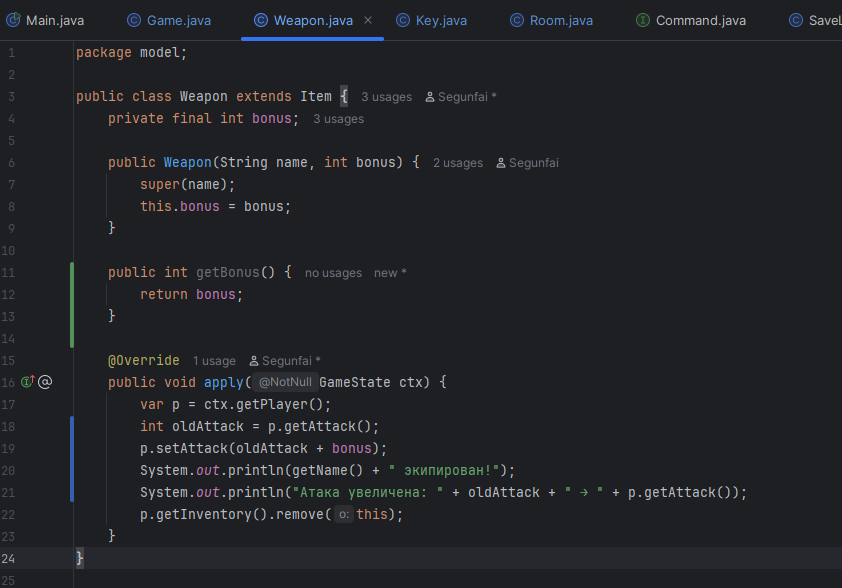 Main.java Game.java Weapon.java × Key.java Room.java Command.java SaveL
1 package model;
2
3 public class Weapon extends Item { 3 usages Segunfai *
4 private final int bonus; 3 usages
5
6 public Weapon(String name, int bonus) { 2 usages Segunfai
7 super(name);
8 this.bonus = bonus;
9 }
10
11 public int getBonus() { no usages new *
12 return bonus;
13 }
14
15 @Override 1 usage Segunfai *
16 public void apply( @NotNull GameState ctx) {
17 var p = ctx.getPlayer();
18 int oldAttack = p.getAttack();
19 p.setAttack(oldAttack + bonus);
20 System.out.println(getName() + " экипирован!");
21 System.out.println("Атака увеличена: " + oldAttack + " → " + p.getAttack());
22 p.getInventory().remove( o: this);
23 }
24 }
25